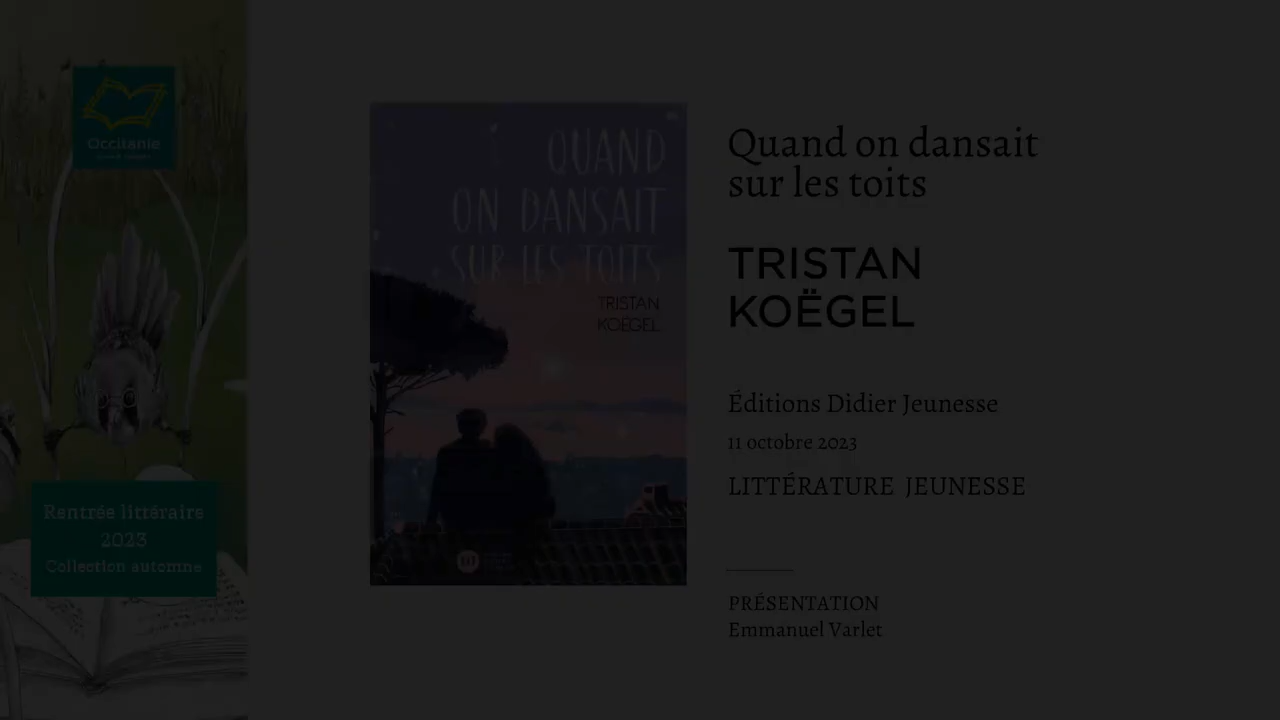 Occitanie
Rentrée littéraire
2023
Collection automne
QUAND
ON DANSAIT
SUR LES TOITS
TRISTAN
KOËGEL
Quand on dansait
sur les toits
TRISTAN
KOËGEL
Éditions Didier Jeunesse
11 octobre 2023
LITTÉRATURE JEUNESSE
PRÉSENTATION
Emmanuel Varlet